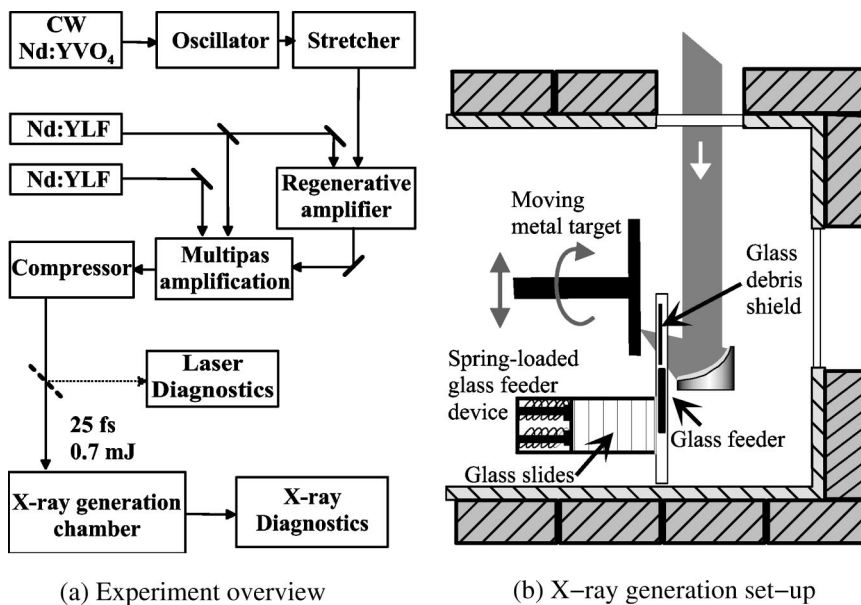 CW
Nd:YVO₄
Oscillator
Stretcher
Nd:YLF
Nd:YLF
Regenerative
amplifier
Multipas
amplification
Compressor
Laser
Diagnostics
25 fs
0.7 mJ
X-ray generation
chamber
X-ray
Diagnostics
(a) Experiment overview
Moving
metal target
Glass
debris
shield
Spring-loaded
glass feeder
device
Glass feeder
Glass slides
(b) X-ray generation set-up